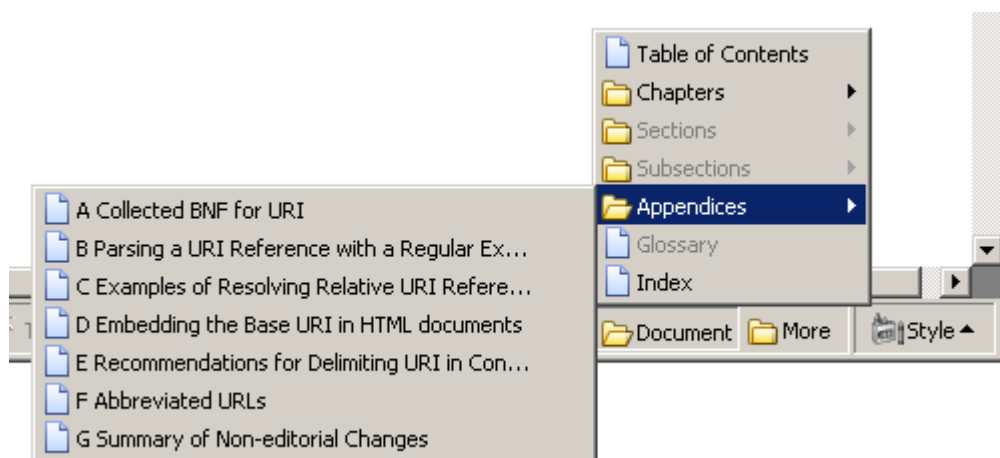 Table of Contents
Chapters
Sections
Subsections
Appendices
Glossary
Index
A Collected BNF for URI
B Parsing a URI Reference with a Regular Ex...
C Examples of Resolving Relative URI Refere...
D Embedding the Base URI in HTML documents
E Recommendations for Delimiting URI in Con...
F Abbreviated URLs
G Summary of Non-editorial Changes
Document More Style